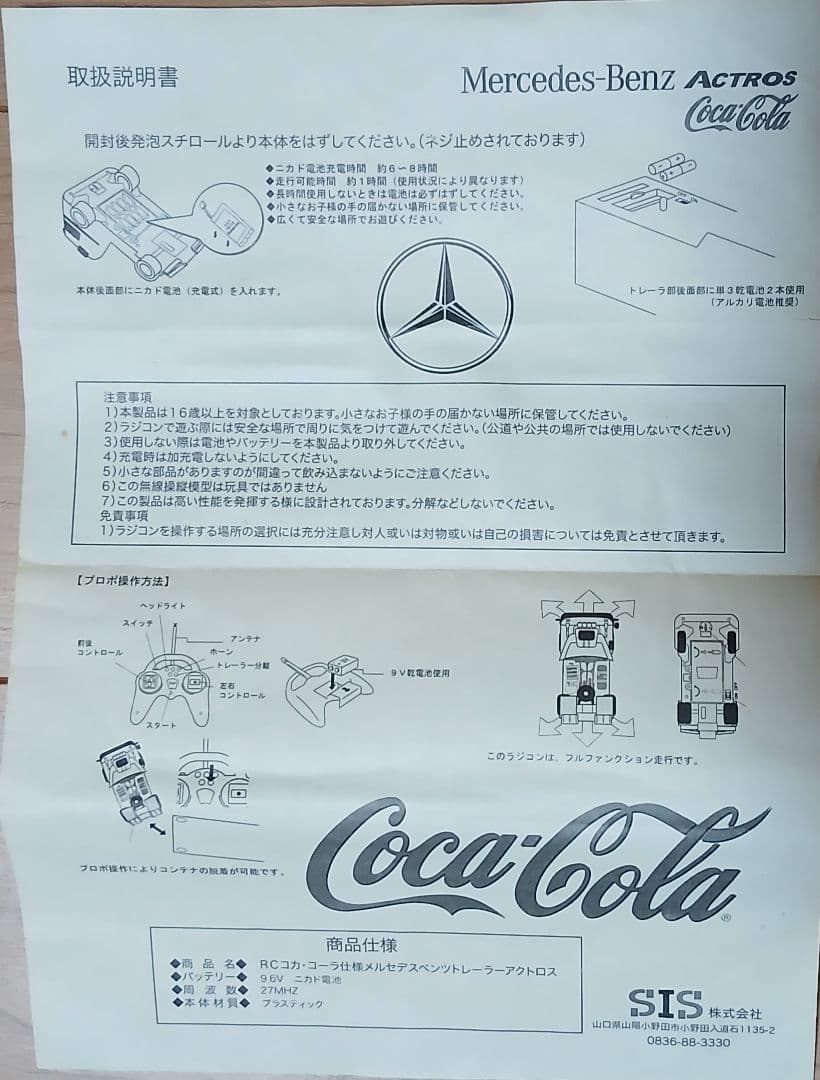 取扱説明書
Mercedes-Benz ACTROS
Coca-Cola
開封後発泡スチロールより本体をはずしてください。(ネジ止めされております)
◆ニカド電池充電時間 約6〜8時間
◆走行可能時間 約1時間(使用状況により異なります)
◆長時間使用しないときは電池は必ずはずしてください。
◆小さなお子様の手の届かない場所に保管してください。
◆広くて安全な場所でお遊びください。
OFF ON
本体後面部にニカド電池(充電式)を入れます。
トレーラ部後面部に単3乾電池2本使用
(アルカリ電池推奨)
注意事項
1)本製品は16歳以上を対象としております。小さなお子様の手の届かない場所に保管してください。
2)ラジコンで遊ぶ際には安全な場所で周りに気をつけて遊んでください。(公道や公共の場所では使用しないでください)
3)使用しない際は電池やバッテリーを本製品より取り外してください。
4)充電時は加充電しないようにしてください。
5)小さな部品がありますのが間違って飲み込まないようにご注意ください。
6)この無線操縦模型は玩具ではありません
7)この製品は高い性能を発揮する様に設計されております。分解などしないでください。
免責事項
1)ラジコンを操作する場所の選択には充分注意し対人或いは対物或いは自己の損害については免責とさせて頂きます。
【プロポ操作方法】
ヘッドライト
スイッチ
アンテナ
前後
コントロール
ホーン
トレーラー分離
左右
コントロール
スタート
9V乾電池使用
このラジコンは、フルファンクション走行です。
プロポ操作によりコンテナの脱着が可能です。
Coca-Cola®
商品仕様
◆商品名◆ RCコカ・コーラ仕様メルセデスベンツトレーラーアクトロス
◆バッテリー◆ 9.6V ニカド電池
◆周波数◆ 27MHZ
◆本体材質◆ プラスティック
SIS 株式会社
山口県山陽小野田市小野田入道石1135-2
0836-88-3330